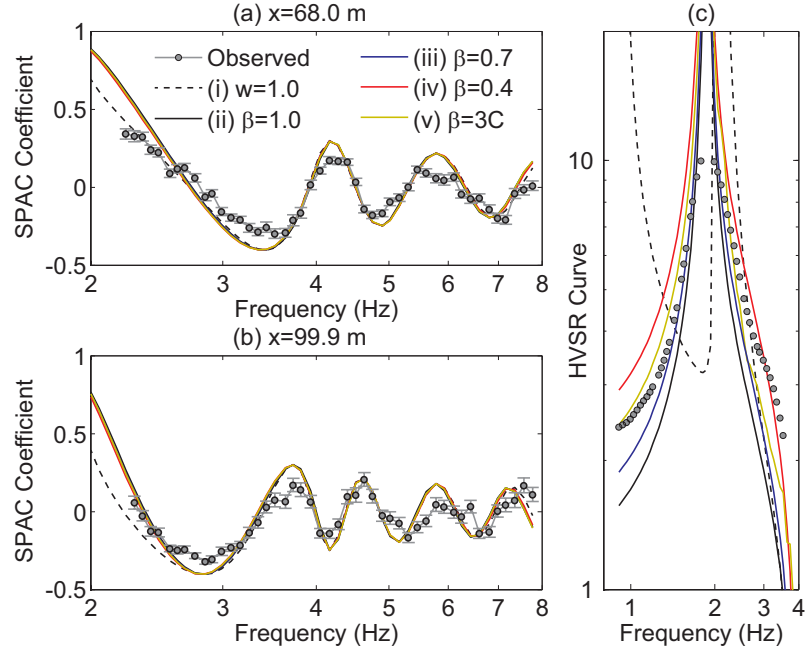 (a) x=68.0 m
1
0.5
0
-0.5
SPAC Coefficient
Observed
(i) w=1.0
(ii) β=1.0
(iii) β=0.7
(iv) β=0.4
(v) β=3C
2 3 4 5 6 7 8
Frequency (Hz)
(b) x=99.9 m
1
0.5
0
-0.5
SPAC Coefficient
2 3 4 5 6 7 8
Frequency (Hz)
(c)
10
1
HVSR Curve
1 2 3 4
Frequency (Hz)